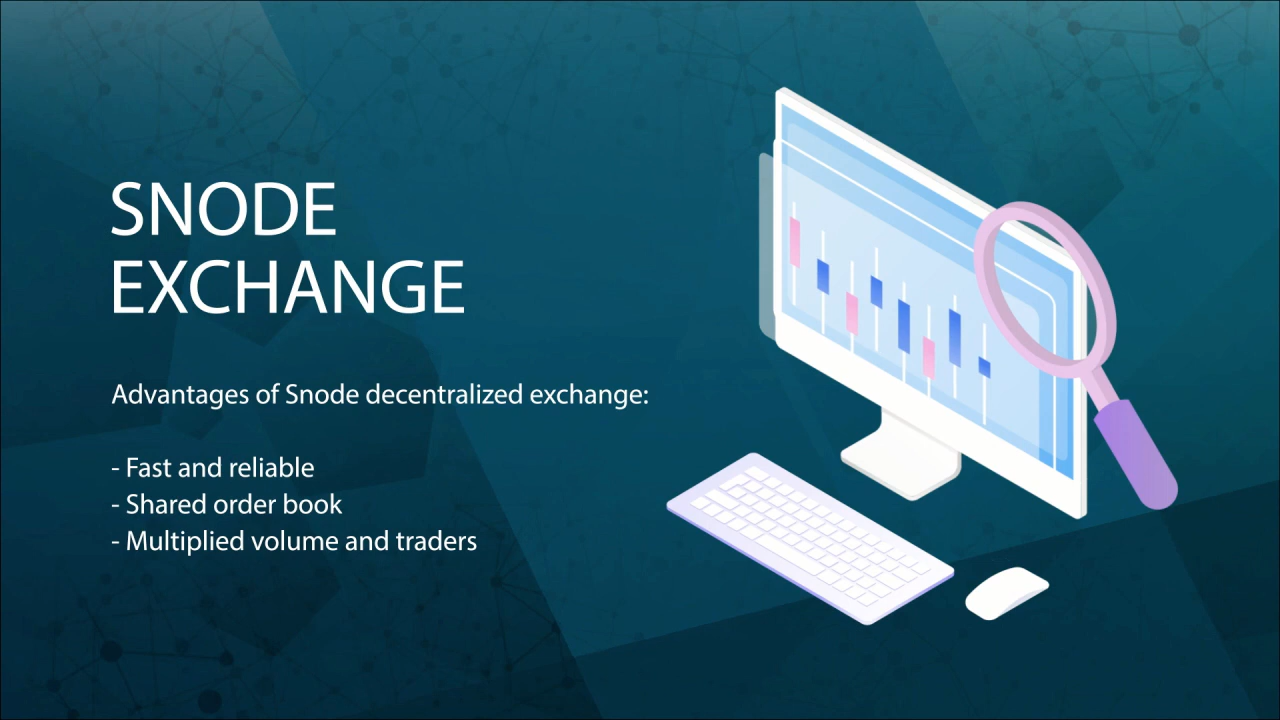 SNODE
EXCHANGE
Advantages of Snode decentralized exchange:
- Fast and reliable
- Shared order book
- Multiplied volume and traders